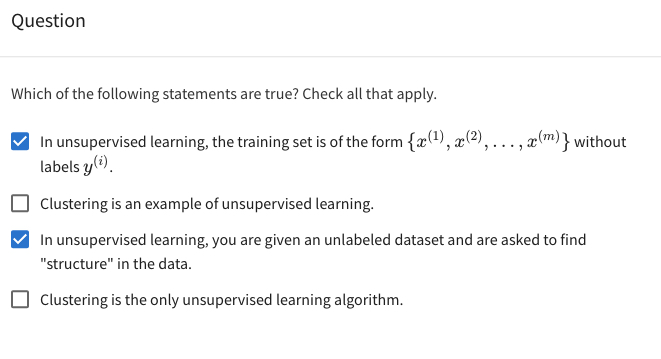 Question
Which of the following statements are true? Check all that apply.
In unsupervised learning, the training set is of the form {x^(1), x^(2), . . . , x^(m)} without
labels y^(i).
Clustering is an example of unsupervised learning.
In unsupervised learning, you are given an unlabeled dataset and are asked to find
"structure" in the data.
Clustering is the only unsupervised learning algorithm.